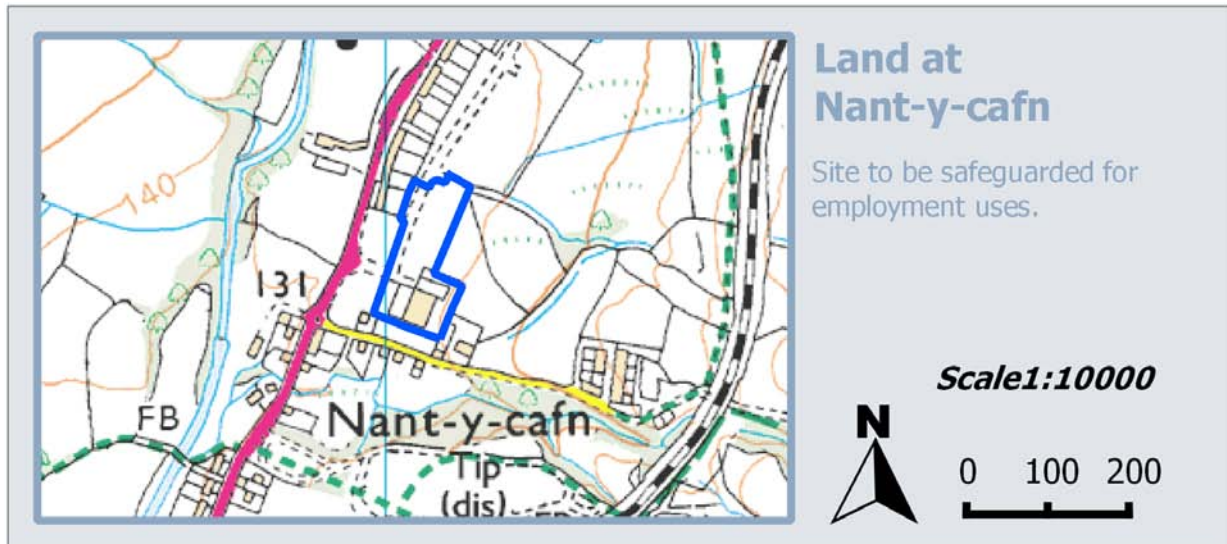 Land at
Nant-y-cafn
Site to be safeguarded for
employment uses.
140
131
FB
Nant-y-cafn
Tip
(dis)
Scale1:10000
N
0 100 200